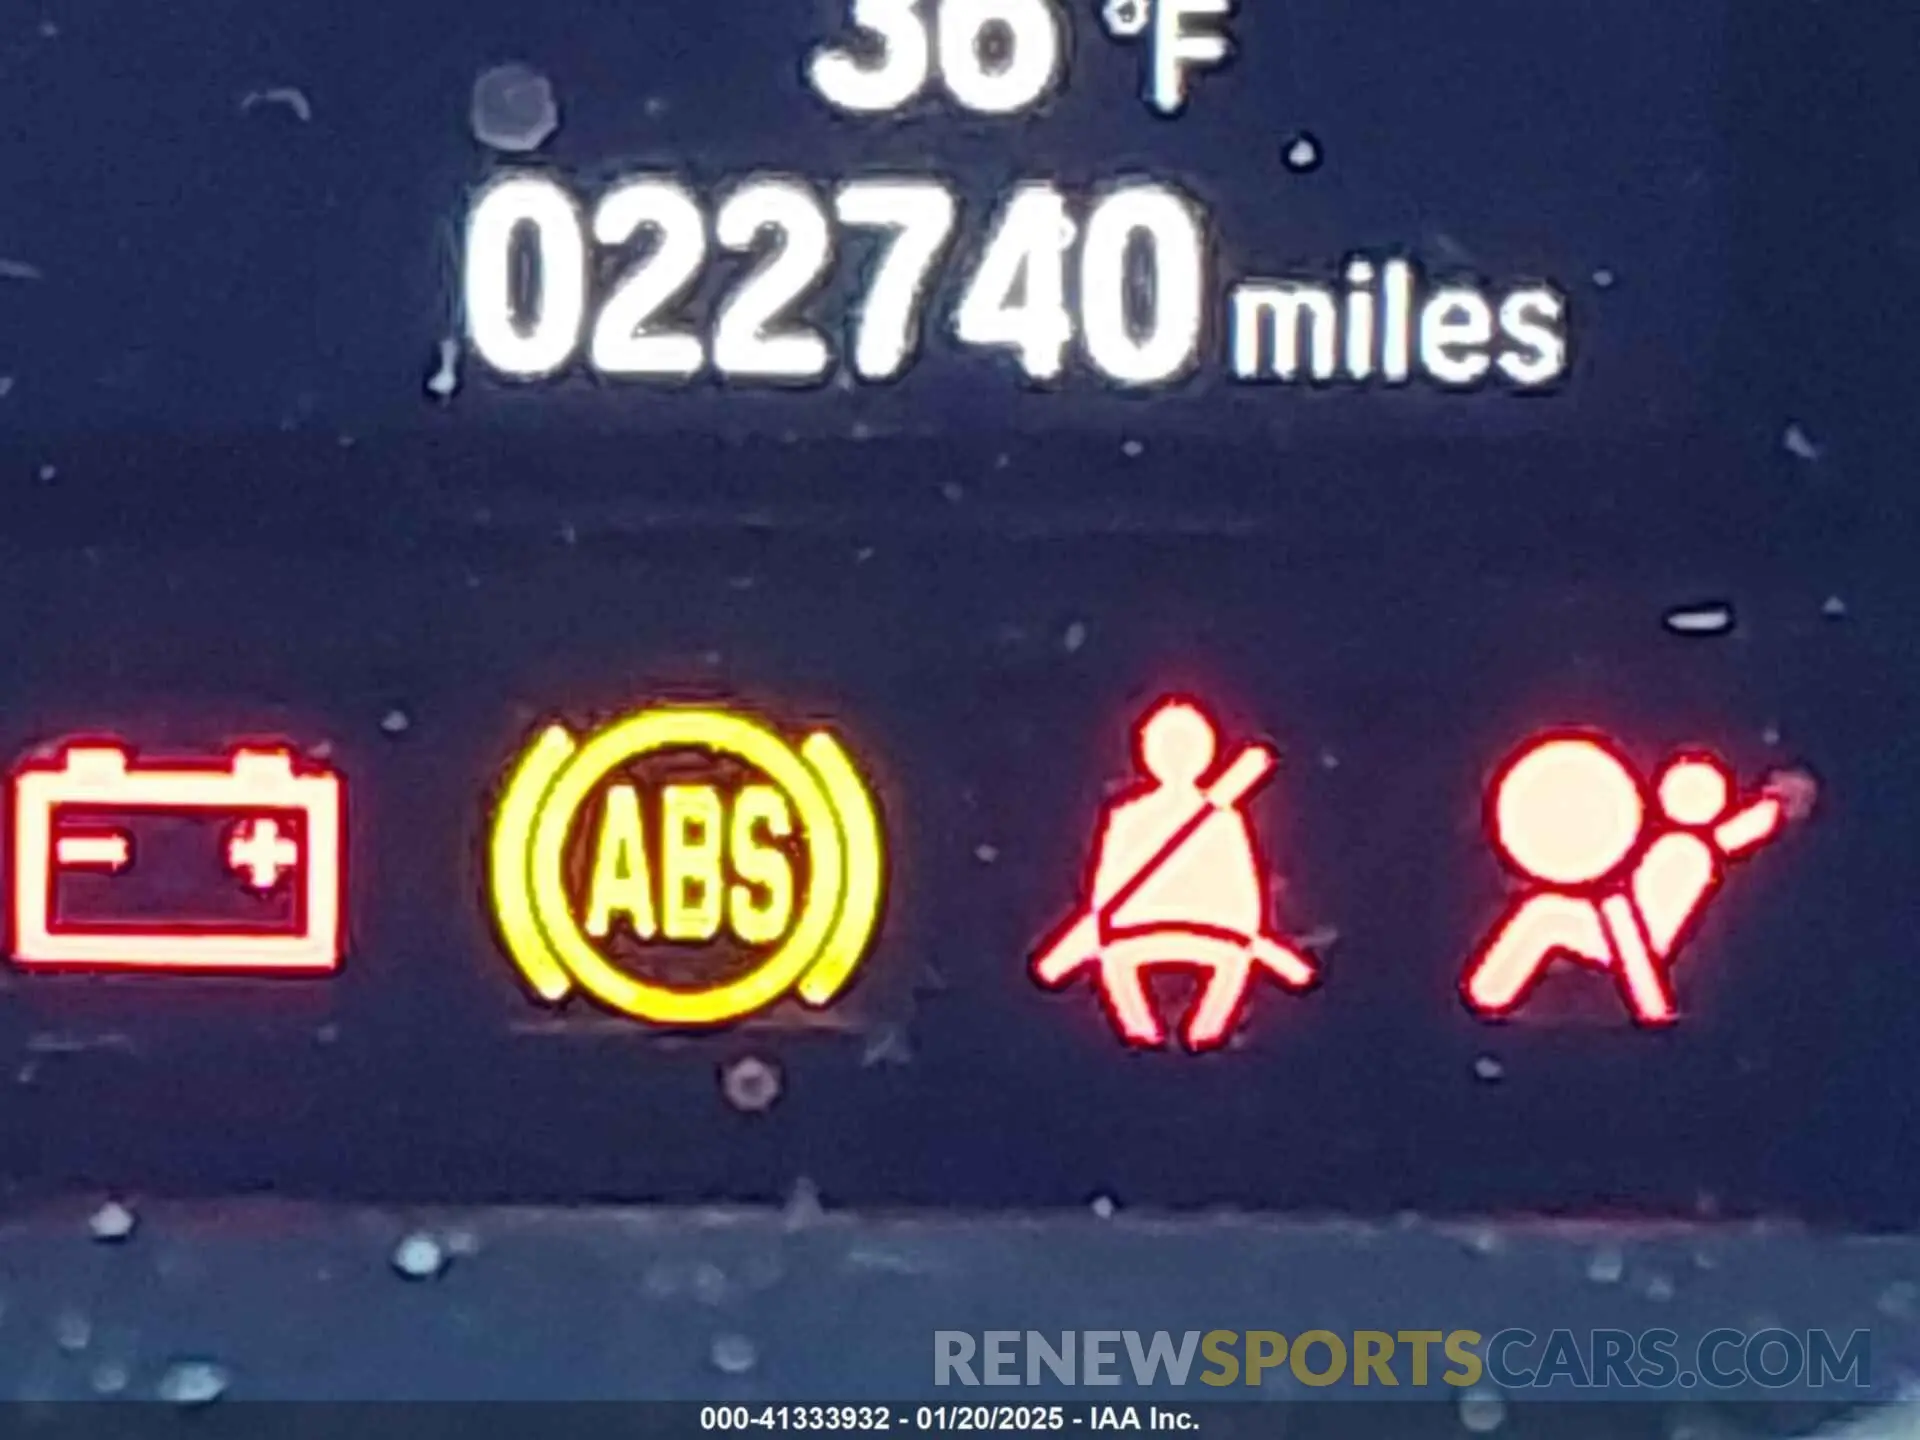 °F
022740 miles
ABS
RENEWSPORTSCARS.COM
000-41333932 - 01/20/2025 - IAA Inc.